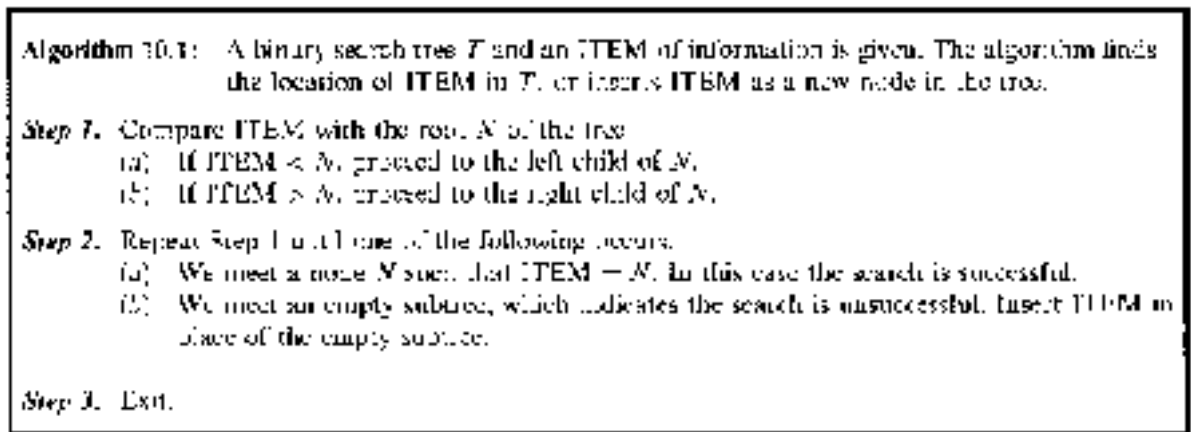 Algorithm 10.1: A binary search tree T and an ITEM of information is given. The algorithm finds
the location of ITEM in T, or inserts ITEM as a new node in the tree.
Step 1. Compare ITEM with the root N of the tree
(a) If ITEM < N, proceed to the left child of N.
(b) If ITEM > N, proceed to the right child of N.
Step 2. Repeat Step 1 until one of the following occurs.
(a) We meet a node N such that ITEM = N. In this case the search is successful.
(b) We meet an empty subtree, which indicates the search is unsuccessful. Insert ITEM in
place of the empty subtree.
Step 3. Exit.